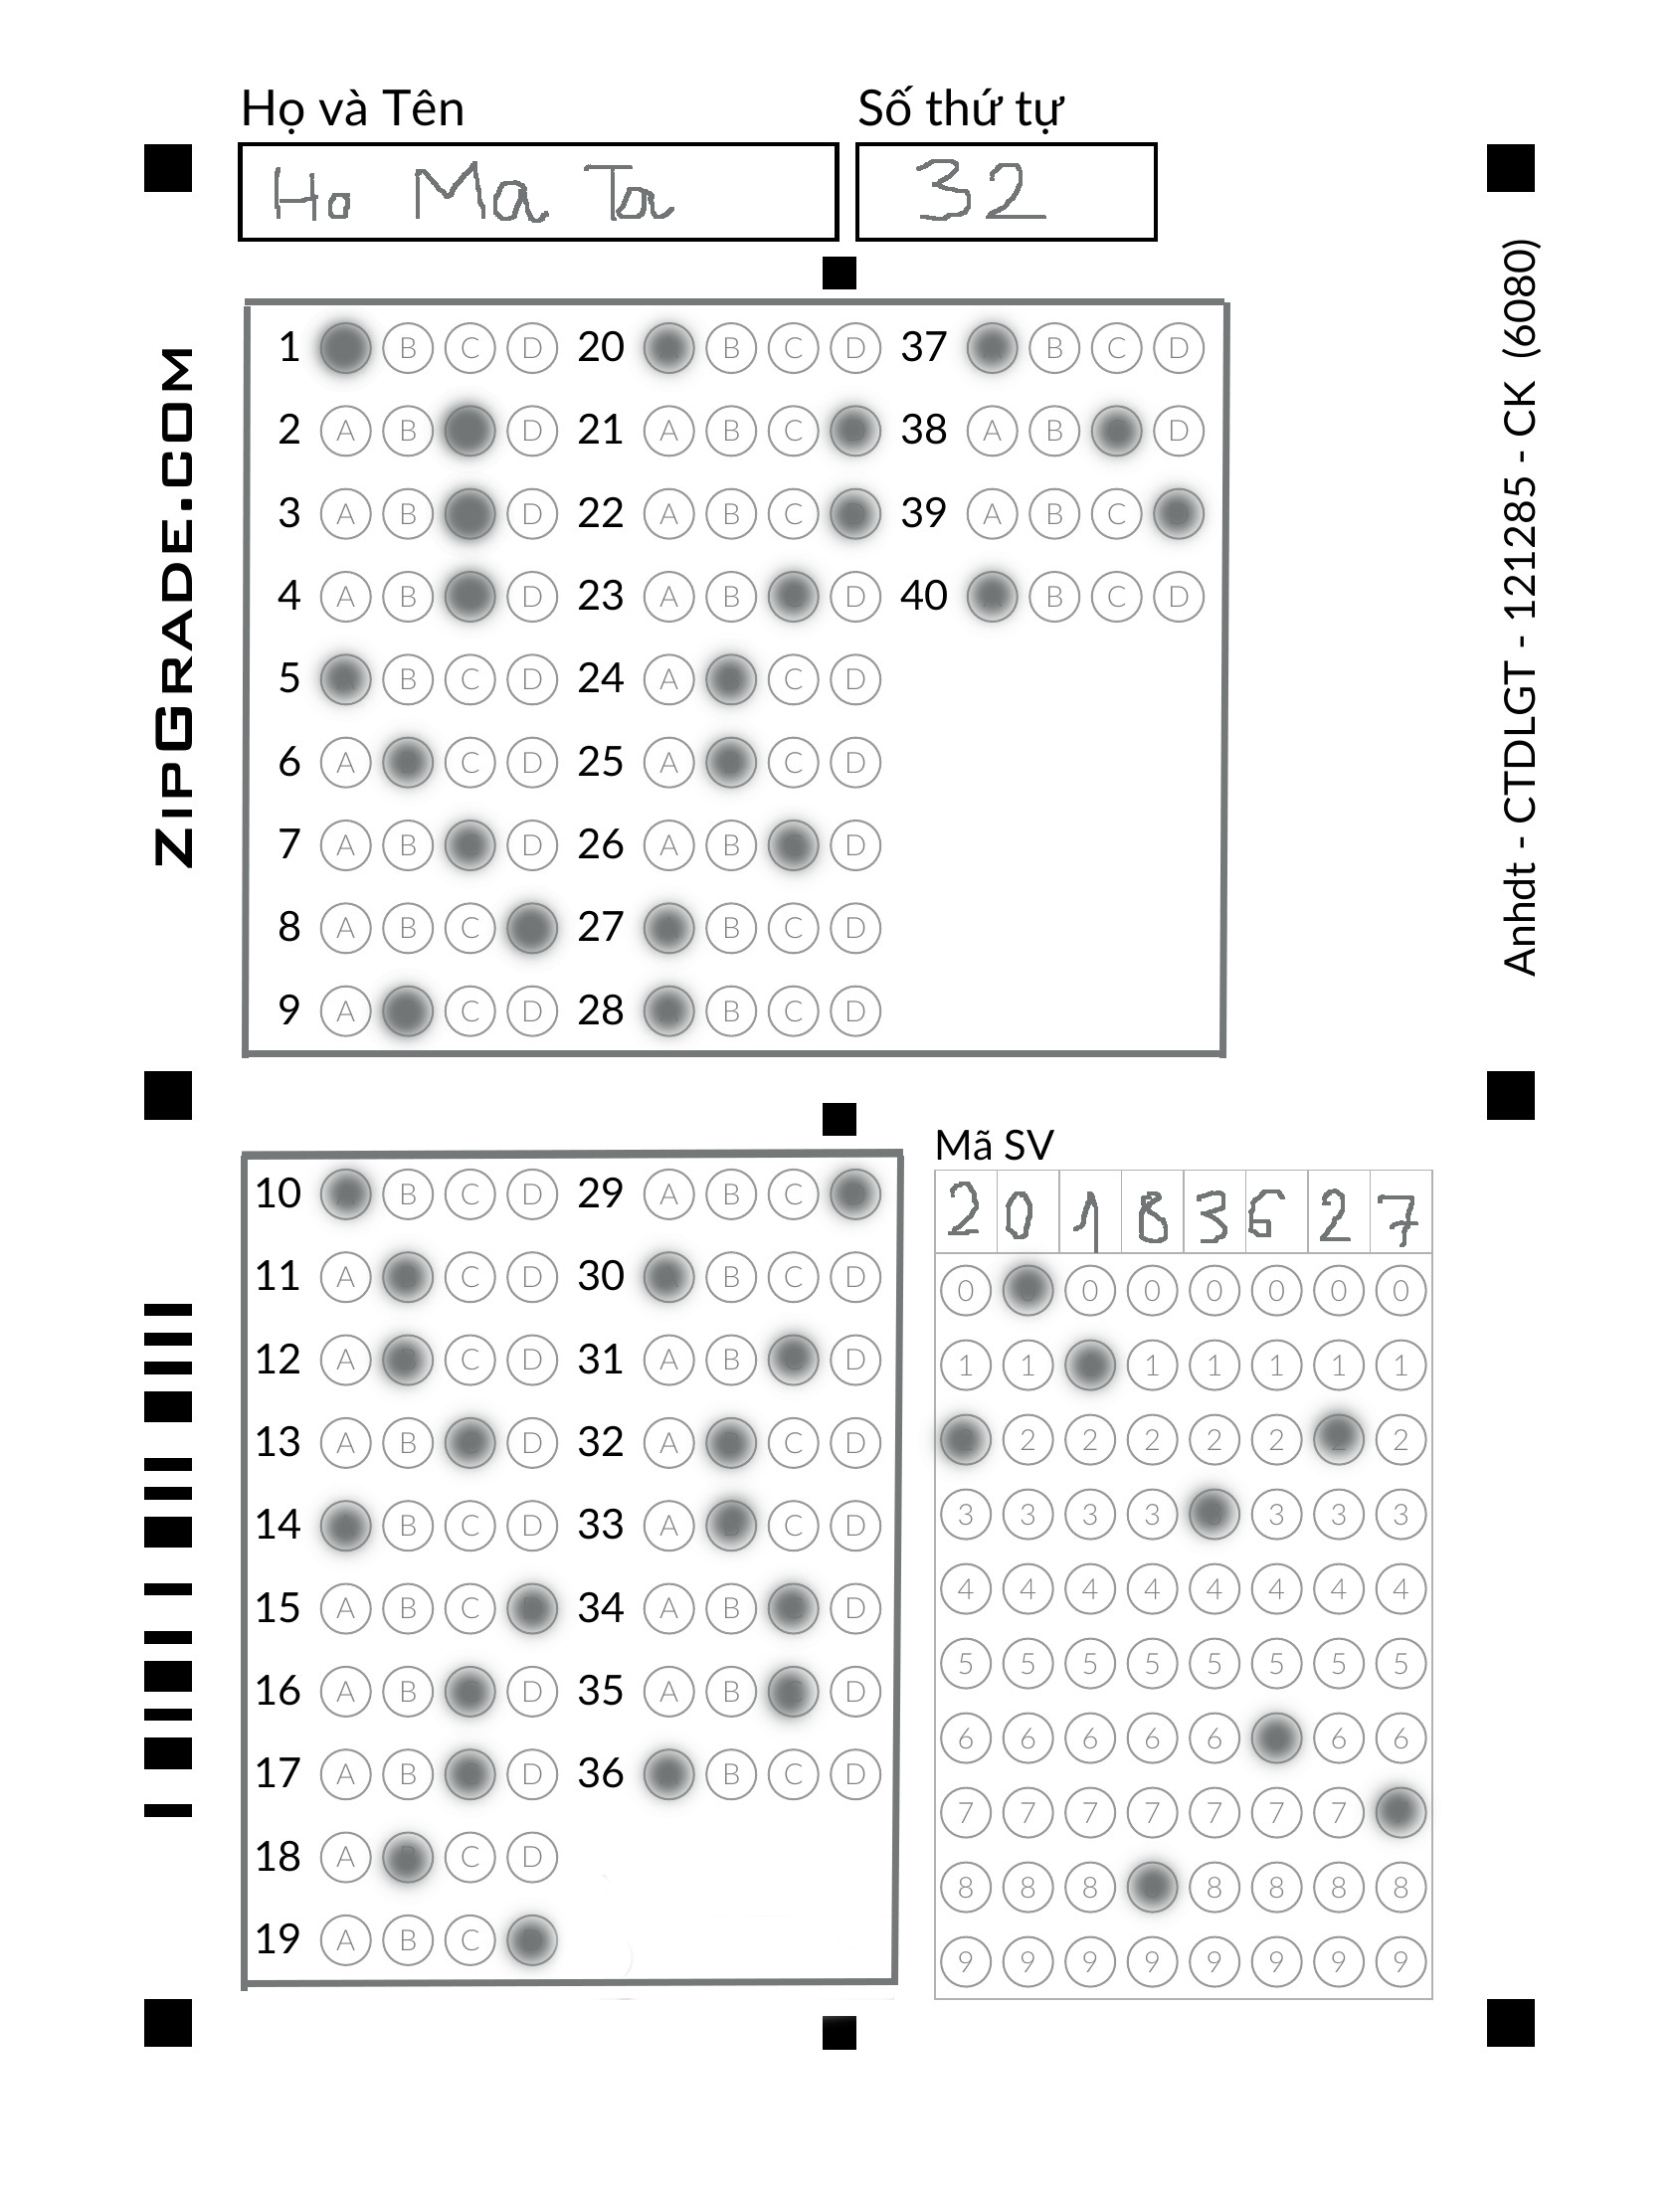 Họ và Tên Số thứ tự
Ho Ma Ta 32
ZIPGRADE.COM
Anhdt - CTDLGT - 121285 - CK (6080)
1 B C D 20 B C D 37 B C D
2 A B D 21 A B C D 38 A B C D
3 A B D 22 A B C D 39 A B C D
4 A B D 23 A B C D 40 A B C D
5 B C D 24 A B C D
6 A B C D 25 A B C D
7 A B C D 26 A B C D
8 A B C 27 A B C D
9 A C D 28 A B C D
Mã SV
10 B C D 29 A B C D
11 A B C D 30 A B C D
12 A B C D 31 A B C D
13 A B C D 32 A B C D
14 B C D 33 A B C D
15 A B C D 34 A B C D
16 A B C D 35 A B C D
17 A B C D 36 A B C D
18 A B C D
19 A B C D
2 0 1 8 3 6 2 7
0 0 0 0 0 0 0
1 1 1 1 1 1 1
2 2 2 2 2 2 2 2
3 3 3 3 3 3 3
4 4 4 4 4 4 4 4
5 5 5 5 5 5 5 5
6 6 6 6 6 6 6
7 7 7 7 7 7 7
8 8 8 8 8 8 8
9 9 9 9 9 9 9 9